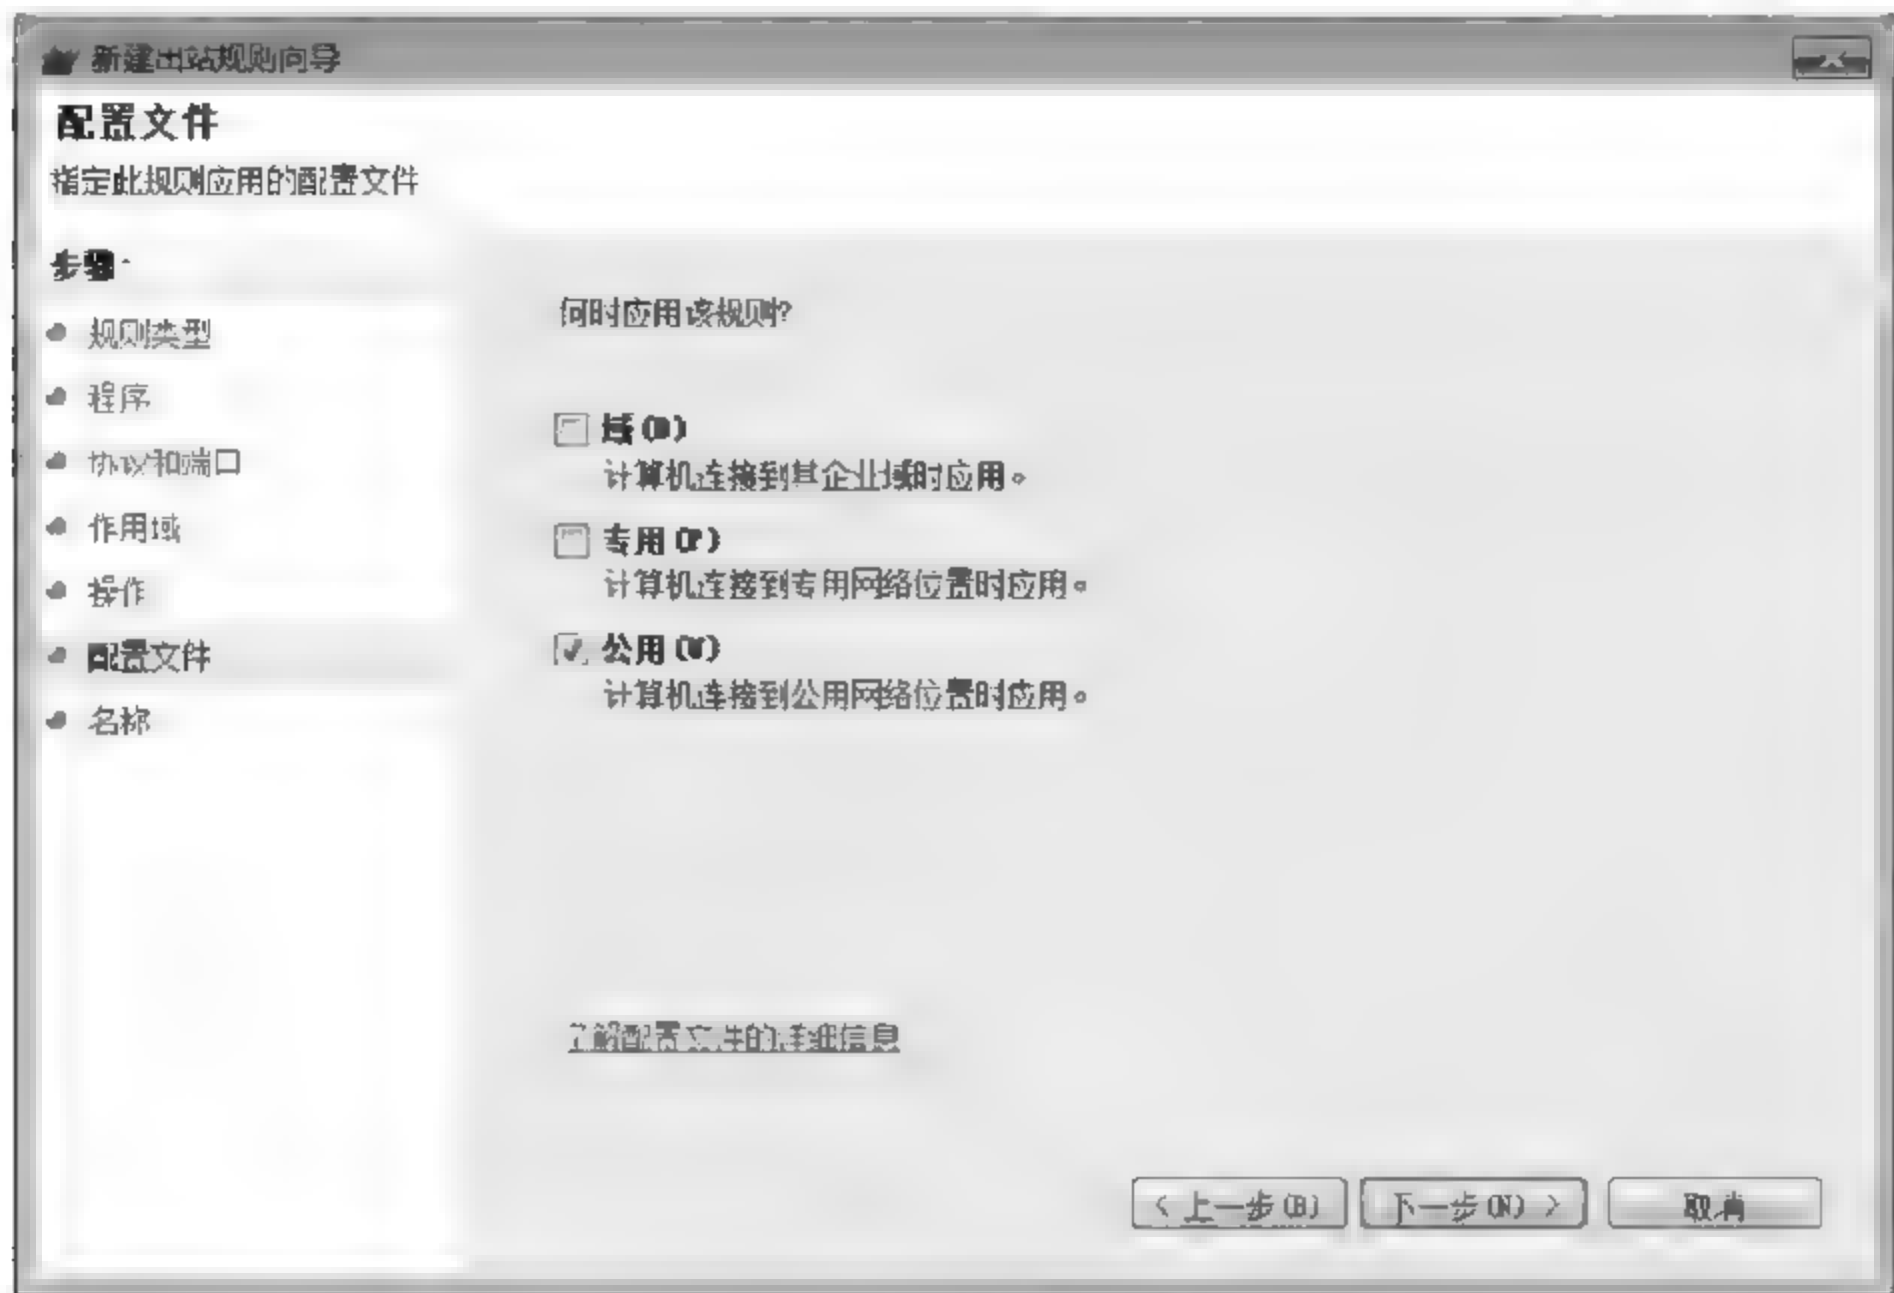 新建出站规则向导
配置文件
指定此规则应用的配置文件
步骤:
规则类型
程序
协议和端口
作用域
操作
配置文件
名称
何时应用该规则?
域(D)
计算机连接到其企业域时应用。
专用(P)
计算机连接到专用网络位置时应用。
公用(U)
计算机连接到公用网络位置时应用。
了解配置文件的详细信息
< 上一步(B)
下一步(N) >
取消